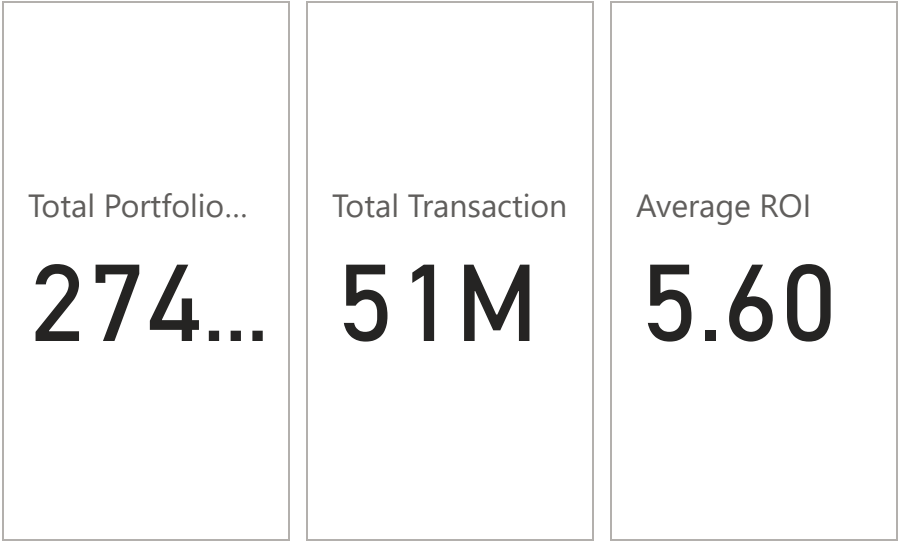 Total Portfolio...
274...
Total Transaction
51M
Average ROI
5.60